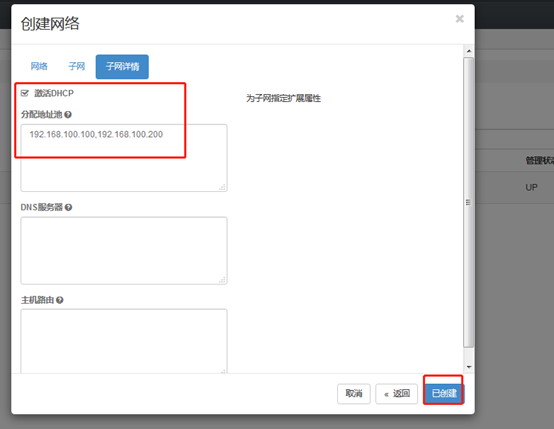 创建网络
×
网络 子网 子网详情
激活DHCP
为子网指定扩展属性
分配地址池
192.168.100.100,192.168.100.200
管理状态
UP
DNS服务器
主机路由
取消 « 返回 已创建